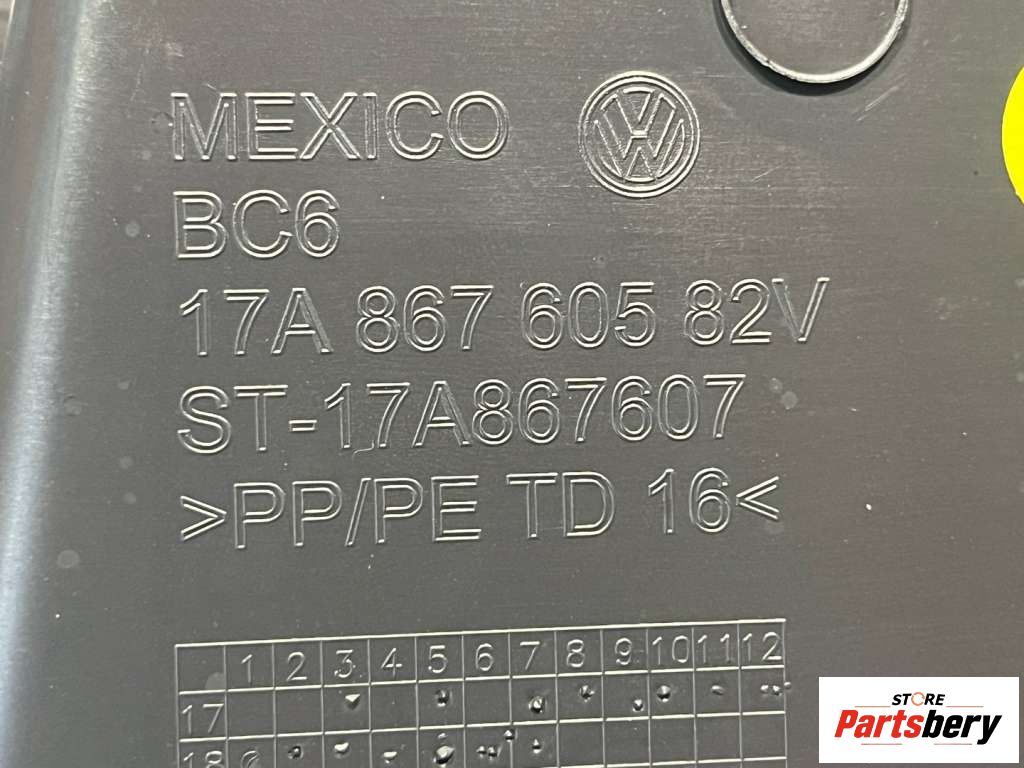 MEXICO
BC6
17A 867 605 82V
ST-17A867607
>PP/PE TD 16<
1 2 3 4 5 6 7 8 9 10 11 12
17
18
STORE
Partsbery